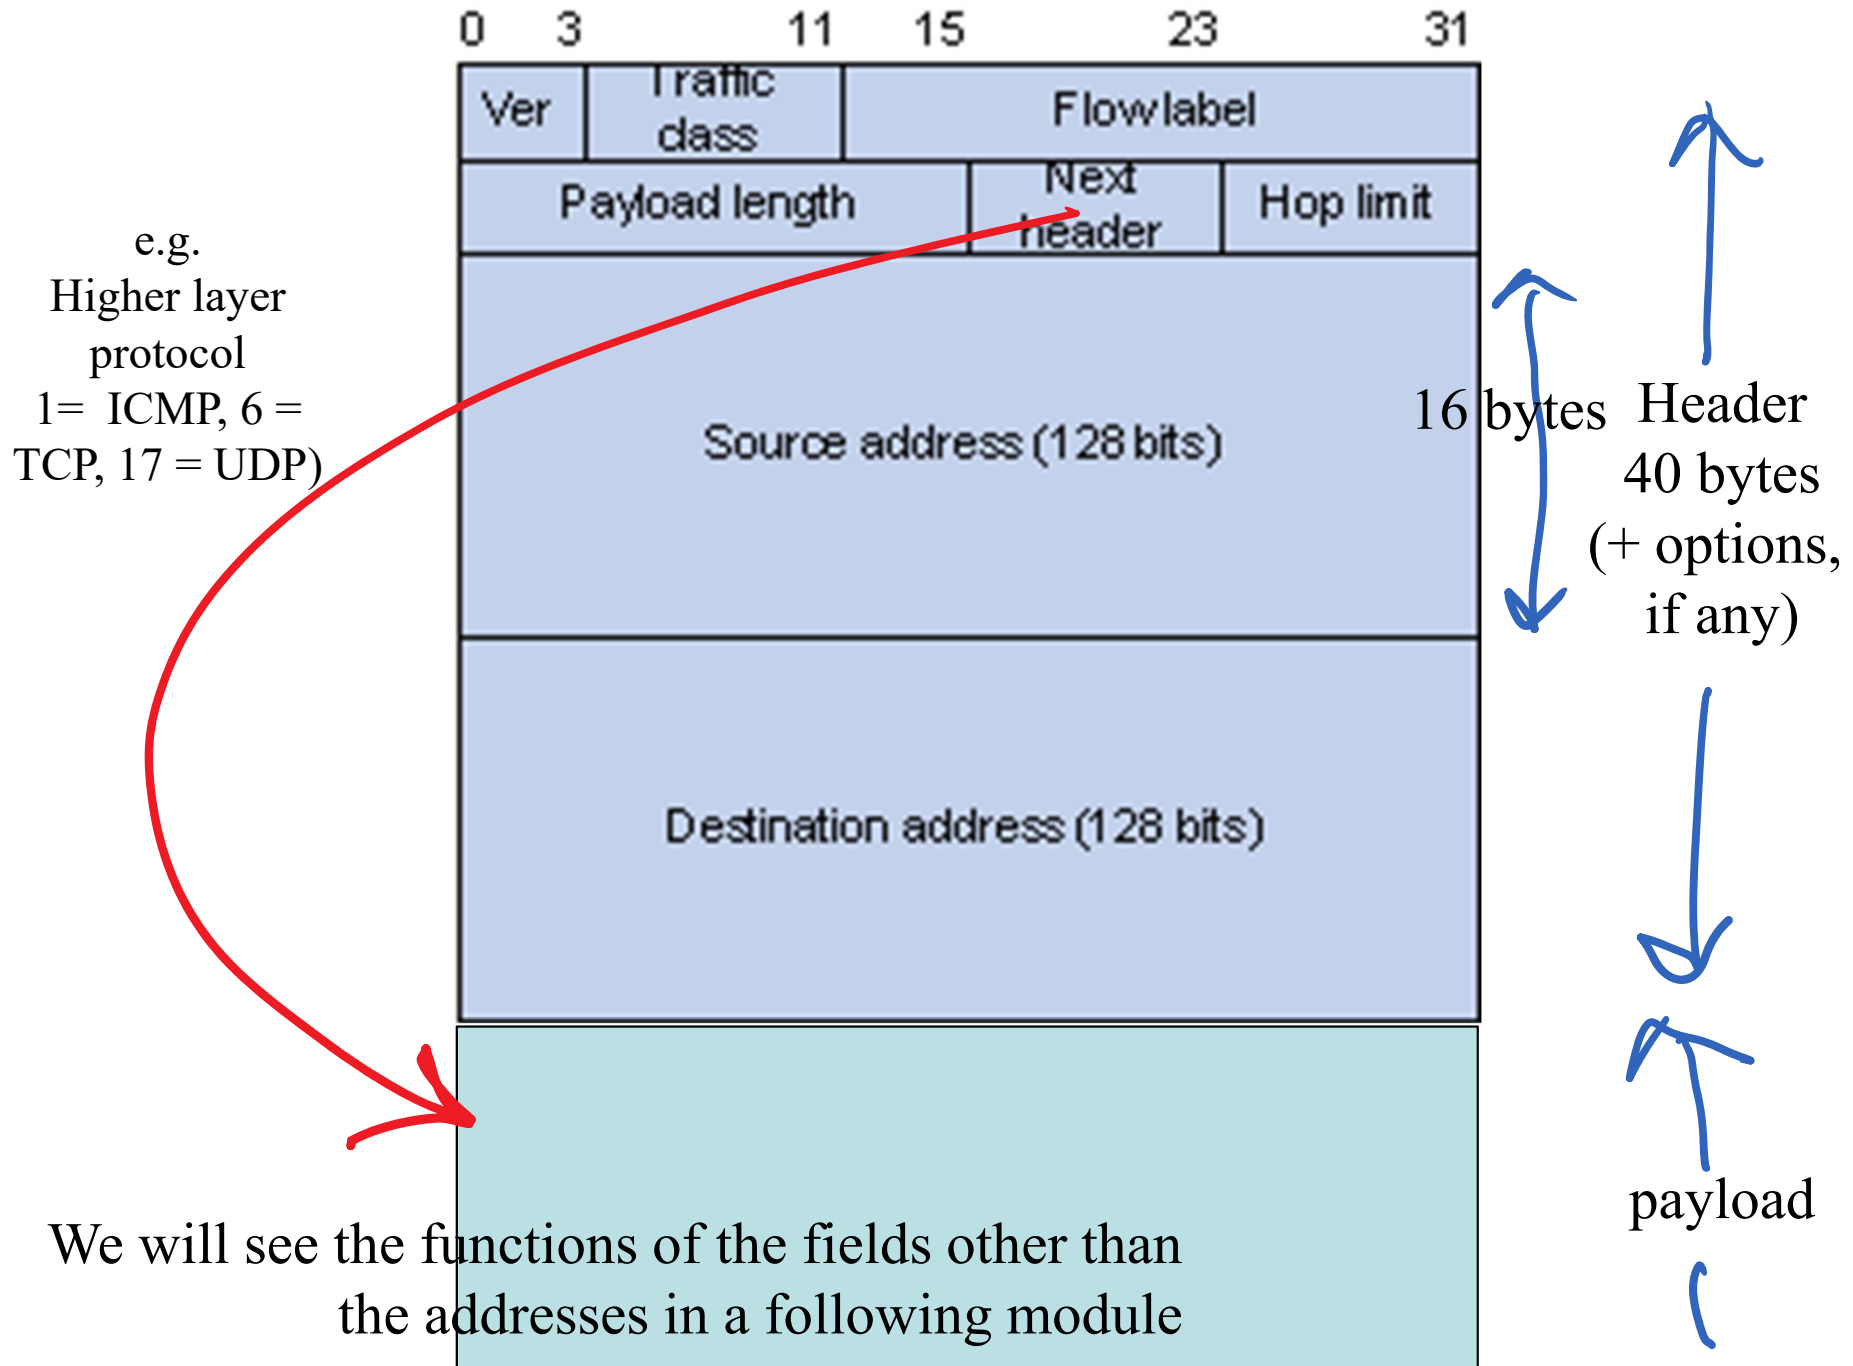 0 3 11 15 23 31
Ver
Traffic
class
Flow label
Payload length
Next
header
Hop limit
e.g.
Higher layer
protocol
1= ICMP, 6 =
TCP, 17 = UDP)
Source address (128 bits)
16 bytes
Header
40 bytes
(+ options,
if any)
Destination address (128 bits)
payload
We will see the functions of the fields other than
the addresses in a following module